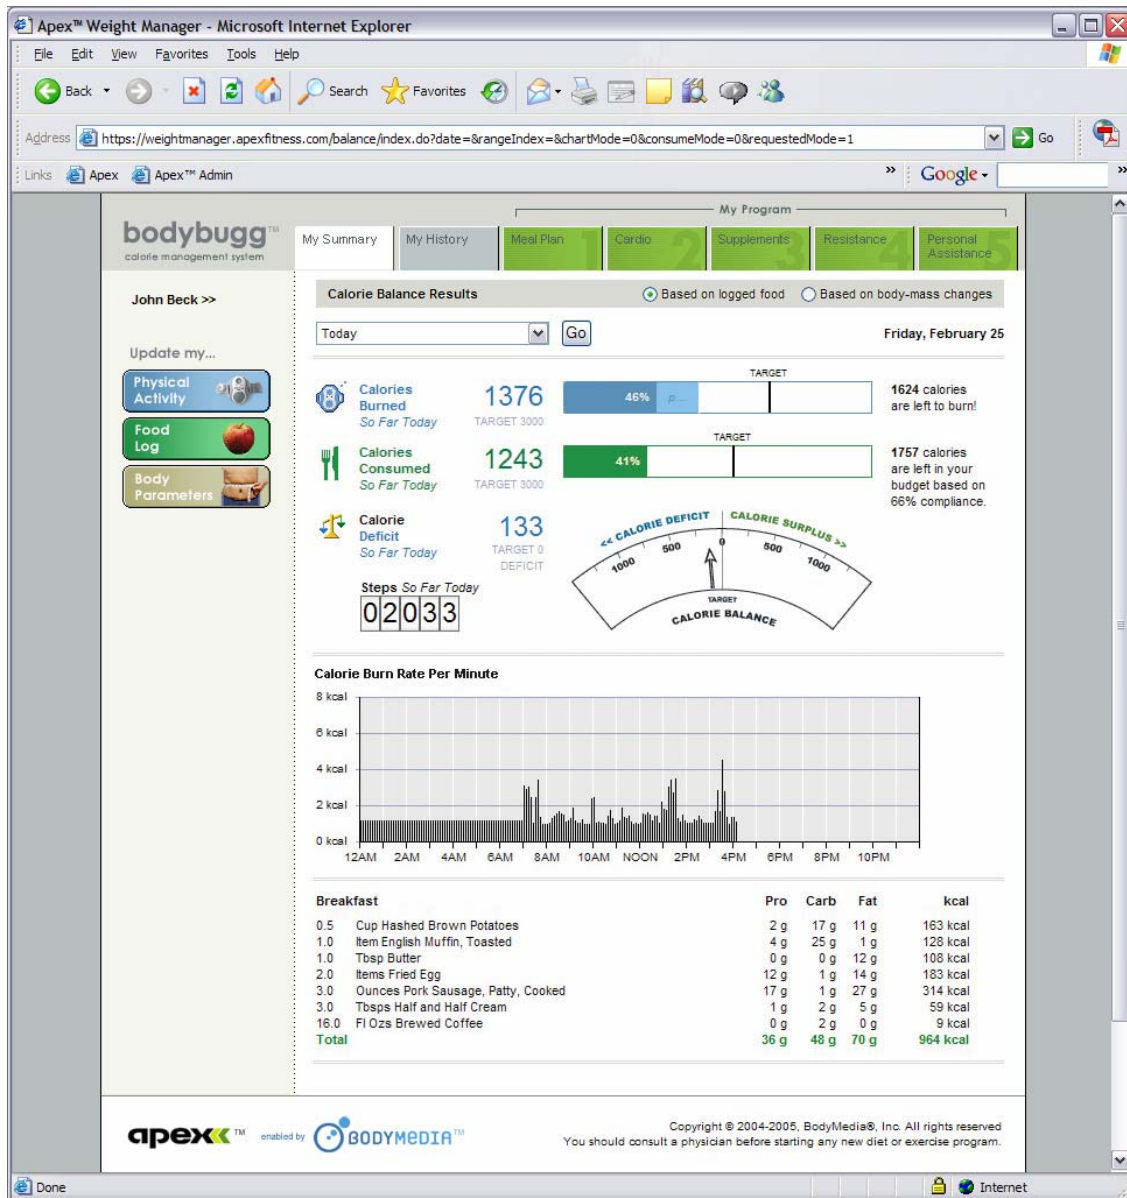 Apex™ Weight Manager - Microsoft Internet Explorer
File Edit View Favorites Tools Help
Back Search Favorites
Address https://weightmanager.apexfitness.com/balance/index.do?date=&rangeIndex=&chartMode=0&consumeMode=0&requestedMode=1 Go
Links Apex Apex™ Admin » Google »
My Program
bodybugg™
calorie management system
My Summary My History Meal Plan 1 Cardio 2 Supplements 3 Resistance 4 Personal Assistance 5
John Beck >>
Update my...
Physical
Activity
Food
Log
Body
Parameters
Calorie Balance Results Based on logged food Based on body-mass changes
Today Go Friday, February 25
TARGET
Calories
Burned
So Far Today
1376
TARGET 3000
46% p....
1624 calories
are left to burn!
TARGET
Calories
Consumed
So Far Today
1243
TARGET 3000
41%
1757 calories
are left in your
budget based on
66% compliance.
Calorie
Deficit
So Far Today
133
TARGET 0
DEFICIT
<< CALORIE DEFICIT CALORIE SURPLUS >>
1000 500 0 500 1000
TARGET
CALORIE BALANCE
Steps So Far Today
02033
Calorie Burn Rate Per Minute
8 kcal
6 kcal
4 kcal
2 kcal
0 kcal
12AM 2AM 4AM 6AM 8AM 10AM NOON 2PM 4PM 6PM 8PM 10PM
Breakfast Pro Carb Fat kcal
0.5 Cup Hashed Brown Potatoes 2 g 17 g 11 g 163 kcal
1.0 Item English Muffin, Toasted 4 g 25 g 1 g 128 kcal
1.0 Tbsp Butter 0 g 0 g 12 g 108 kcal
2.0 Items Fried Egg 12 g 1 g 14 g 183 kcal
3.0 Ounces Pork Sausage, Patty, Cooked 17 g 1 g 27 g 314 kcal
3.0 Tbsps Half and Half Cream 1 g 2 g 5 g 59 kcal
16.0 Fl Ozs Brewed Coffee 0 g 2 g 0 g 9 kcal
Total 36 g 48 g 70 g 964 kcal
apex™ enabled by BODYMEDIA™
Copyright © 2004-2005, BodyMedia®, Inc. All rights reserved
You should consult a physician before starting any new diet or exercise program.
Done Internet